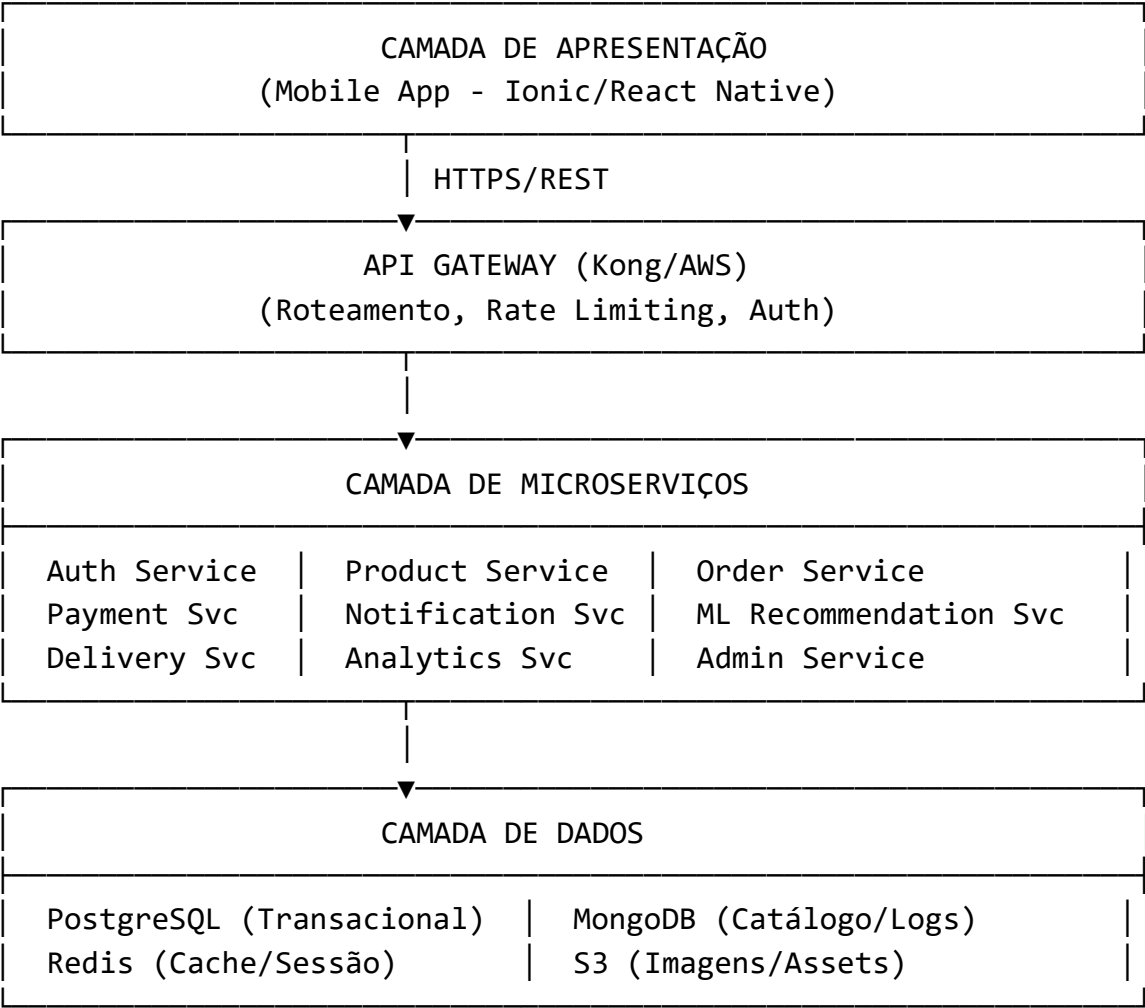 CAMADA DE APRESENTAÇÃO
(Mobile App - Ionic/React Native)
HTTPS/REST
API GATEWAY (Kong/AWS)
(Roteamento, Rate Limiting, Auth)
CAMADA DE MICROSERVIÇOS
Auth Service │ Product Service │ Order Service │
Payment Svc │ Notification Svc │ ML Recommendation Svc │
Delivery Svc │ Analytics Svc │ Admin Service │
CAMADA DE DADOS
PostgreSQL (Transacional) │ MongoDB (Catálogo/Logs) │
Redis (Cache/Sessão) │ S3 (Imagens/Assets) │